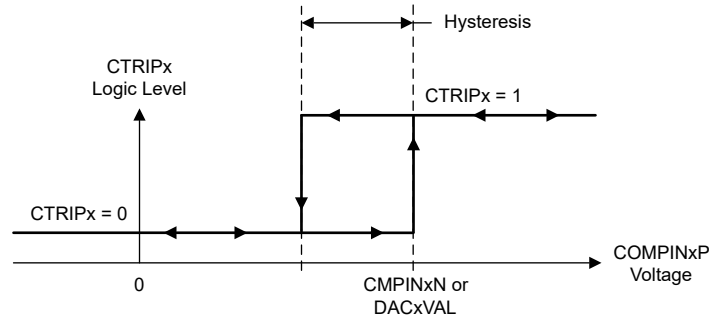 Hysteresis
CTRIPx
Logic Level
CTRIPx = 1
CTRIPx = 0
COMPINxP
Voltage
0
CMPINxN or
DACxVAL